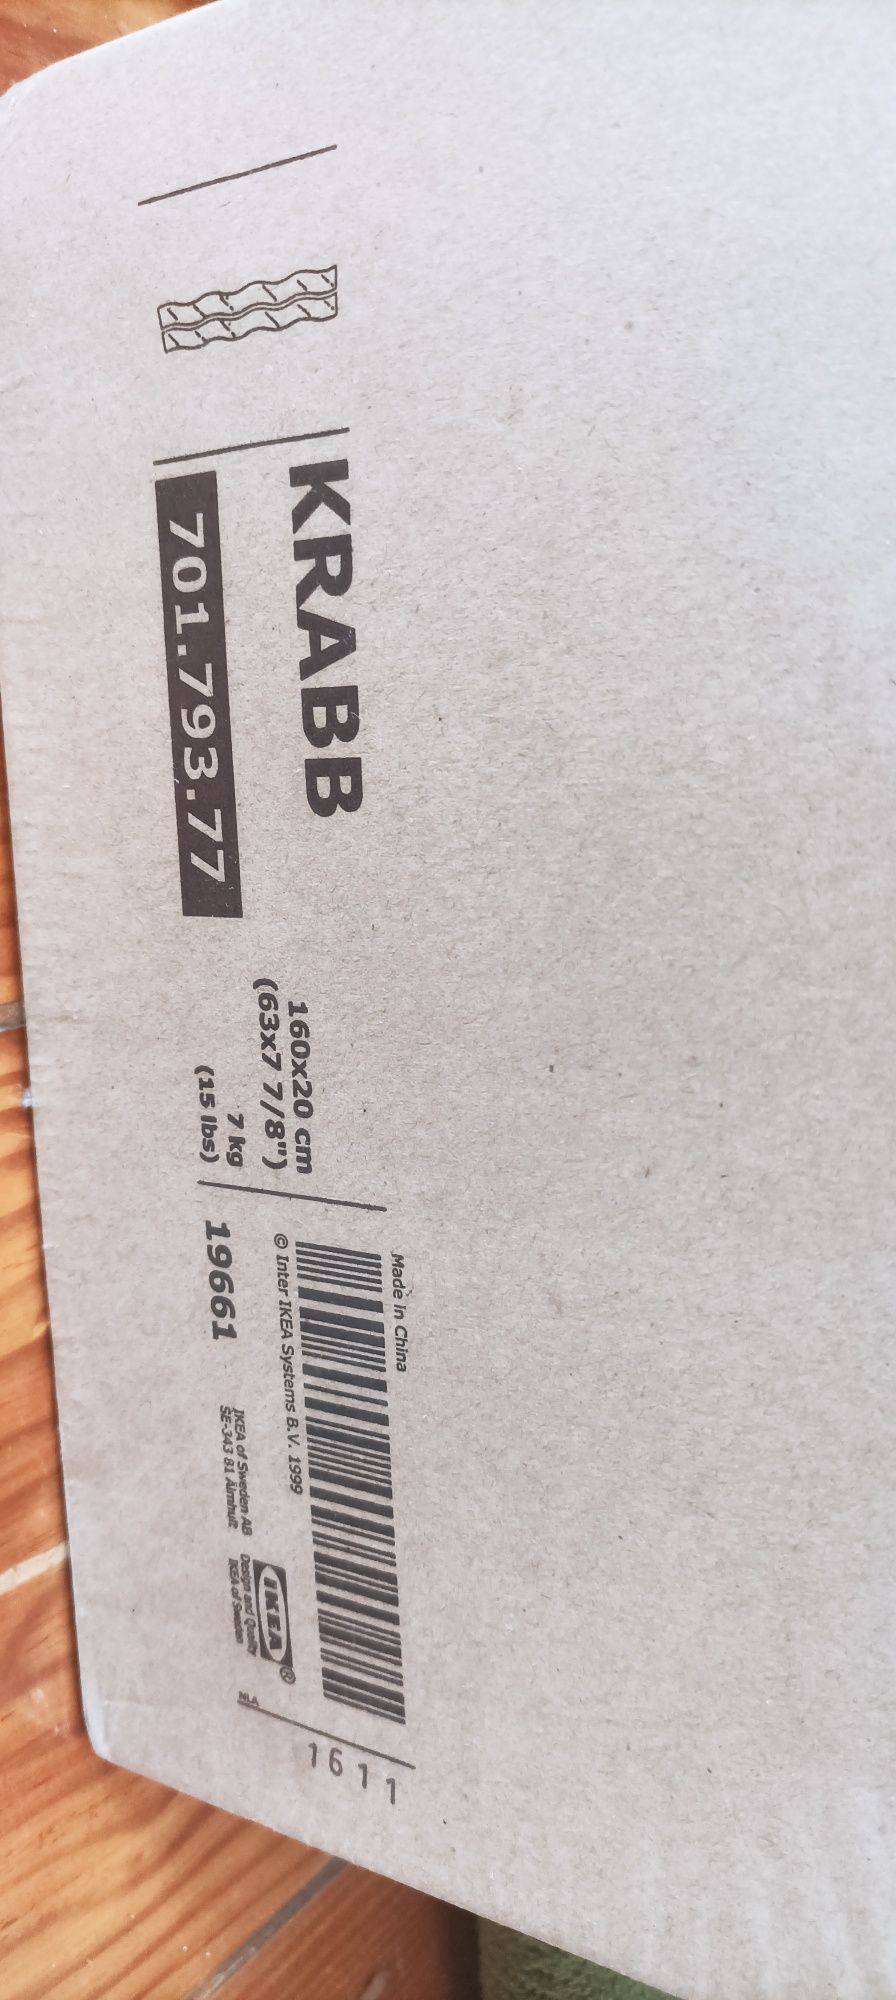 KRABB
701.793.77
160x20 cm
(63x7 7/8")
7 kg
(15 lbs)
Made in China
© Inter IKEA Systems B.V. 1999
19661
IKEA of Sweden AB
SE-343 81 Älmhult
IKEA®
Design and Quality
IKEA of Sweden
1611